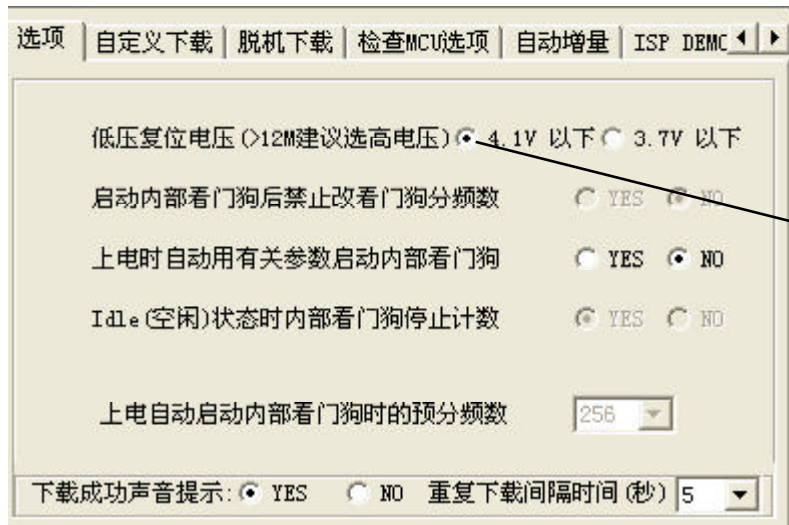 选项 自定义下载 脱机下载 检查MCU选项 自动增量 ISP DEMO
低压复位电压(>12M建议选高电压) 4.1V 以下 3.7V 以下
启动内部看门狗后禁止改看门狗分频数 YES NO
上电时自动用有关参数启动内部看门狗 YES NO
Idle(空闲)状态时内部看门狗停止计数 YES NO
上电自动启动内部看门狗时的预分频数 256
下载成功声音提示: YES NO 重复下载间隔时间(秒) 5